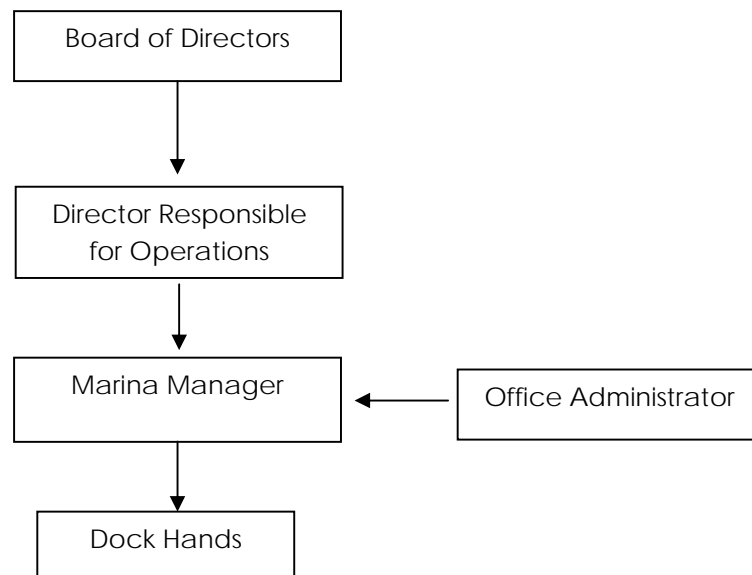 Board of Directors
Director Responsible
for Operations
Marina Manager
Office Administrator
Dock Hands